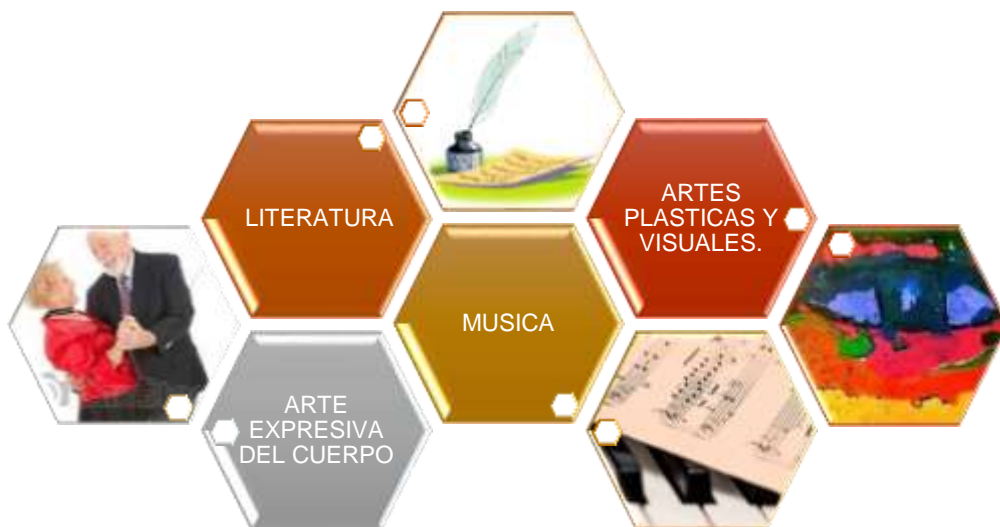 LITERATURA
ARTES
PLASTICAS Y
VISUALES.
MUSICA
ARTE
EXPRESIVA
DEL CUERPO